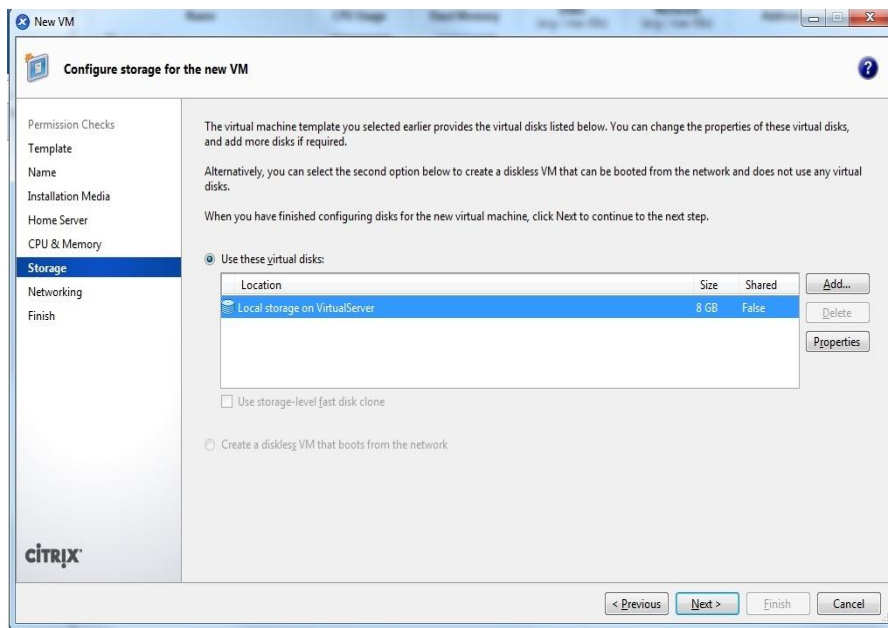 New VM
Name
CPU Usage
Used Memory
Configure storage for the new VM
Permission Checks
Template
Name
Installation Media
Home Server
CPU & Memory
Storage
Networking
Finish
The virtual machine template you selected earlier provides the virtual disks listed below. You can change the properties of these virtual disks,
and add more disks if required.
Alternatively, you can select the second option below to create a diskless VM that can be booted from the network and does not use any virtual
disks.
When you have finished configuring disks for the new virtual machine, click Next to continue to the next step.
Use these virtual disks:
Location Size Shared
Local storage on VirtualServer 8 GB False
Add...
Delete
Properties
Use storage-level fast disk clone
Create a diskless VM that boots from the network
CITRIX
< Previous Next > Finish Cancel